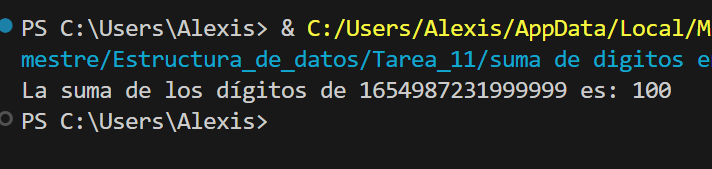 PS C:\Users\Alexis> & C:/Users/Alexis/AppData/Local/M
mestre/Estructura_de_datos/Tarea_11/suma de digitos e
La suma de los dígitos de 1654987231999999 es: 100
PS C:\Users\Alexis>